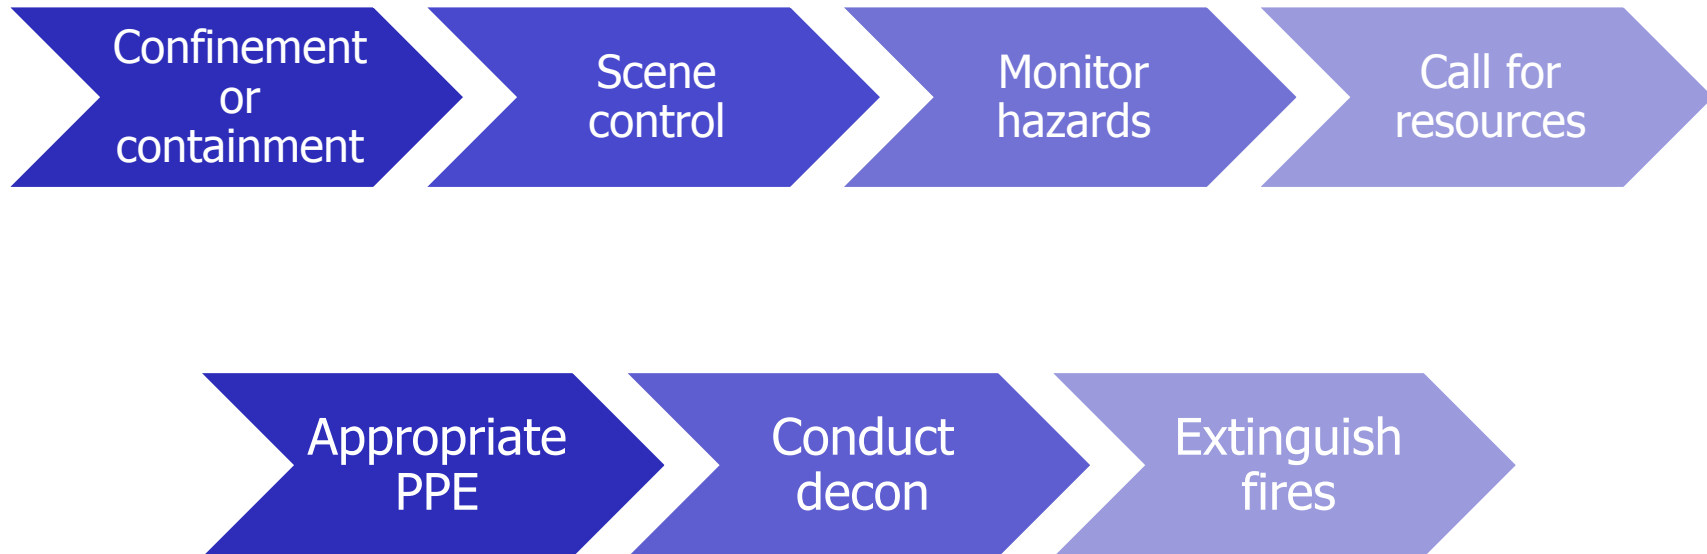 Confinement
or
containment
Scene
control
Monitor
hazards
Call for
resources
Appropriate
PPE
Conduct
decon
Extinguish
fires